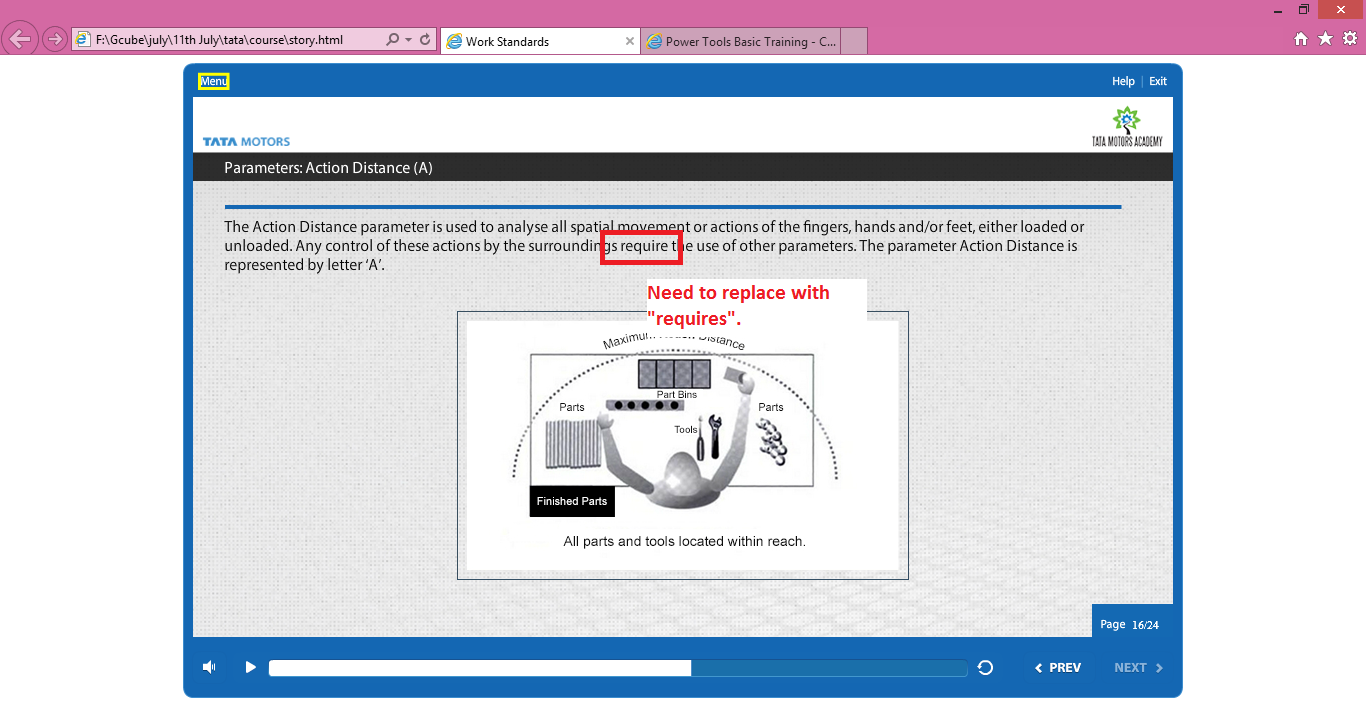 F:\Gcube\july\11th July\tata\course\story.html
Work Standards
Power Tools Basic Training - C...
Menu
Help | Exit
TATA MOTORS
TATA MOTORS ACADEMY
Parameters: Action Distance (A)
The Action Distance parameter is used to analyse all spatial movement or actions of the fingers, hands and/or feet, either loaded or
unloaded. Any control of these actions by the surroundings require the use of other parameters. The parameter Action Distance is
represented by letter ‘A’.
Need to replace with
"requires".
Maximum Action Distance
Part Bins
Parts
Parts
Tools
Finished Parts
All parts and tools located within reach.
Page 16/24
PREV
NEXT